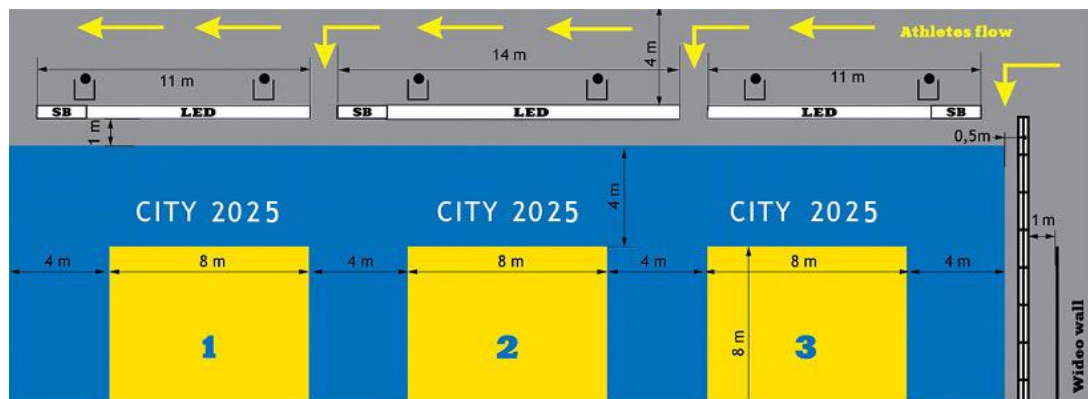 Athletes flow
14 m
11 m
4 m
11 m
SB
LED
SB
LED
LED
SB
1 m
0,5m
4 m
CITY 2025
CITY 2025
CITY 2025
1 m
4 m
8 m
4 m
8 m
4 m
8 m
4 m
8 m
1
2
3
Wideo wall